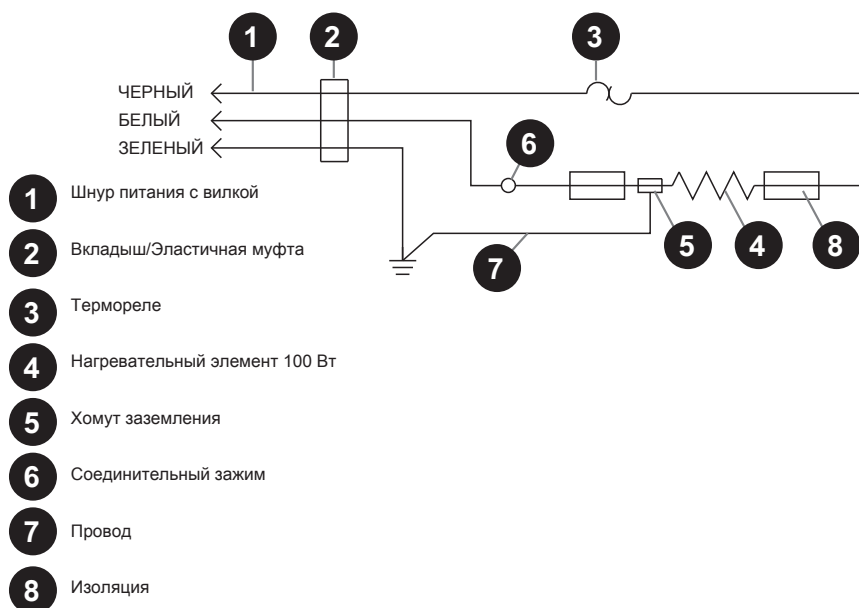 1
2
3
ЧЕРНЫЙ
БЕЛЫЙ
ЗЕЛЕНЫЙ
6
1 Шнур питания с вилкой
7
5
4
8
2 Вкладыш/Эластичная муфта
3 Термореле
4 Нагревательный элемент 100 Вт
5 Хомут заземления
6 Соединительный зажим
7 Провод
8 Изоляция